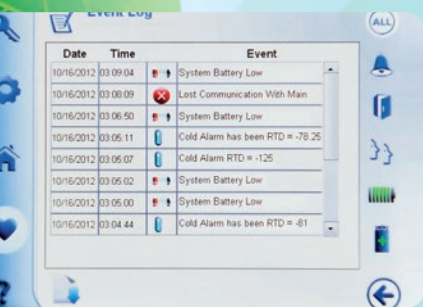 Event Log
ALL
Date Time Event
10/16/2012 03:09:04 System Battery Low
10/16/2012 03:08:09 Lost Communication With Main
10/16/2012 03:06:50 System Battery Low
10/16/2012 03:05:11 Cold Alarm has been RTD = -78.25
10/16/2012 03:05:07 Cold Alarm RTD = -125
10/16/2012 03:05:02 System Battery Low
10/16/2012 03:05:00 System Battery Low
10/16/2012 03:04:44 Cold Alarm has been RTD = -81
?